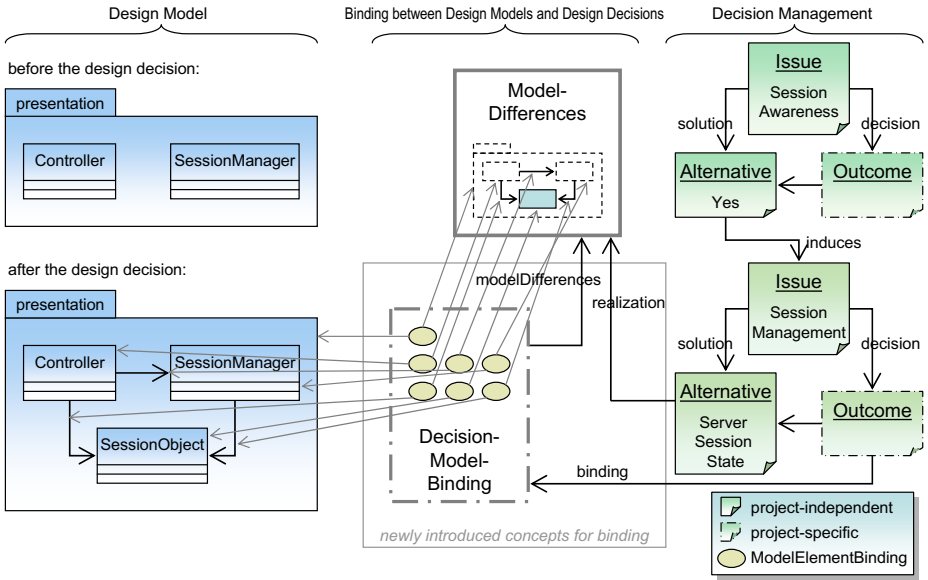 Design Model
Binding between Design Models and Design Decisions
Decision Management
before the design decision:
presentation
Controller
SessionManager
after the design decision:
presentation
Controller
SessionManager
SessionObject
Model-
Differences
modelDifferences
realization
Decision-
Model-
Binding
binding
newly introduced concepts for binding
Issue
Session
Awareness
solution
decision
Alternative
Yes
Outcome
induces
Issue
Session
Management
solution
decision
Alternative
Server
Session
State
Outcome
project-independent
project-specific
ModelElementBinding